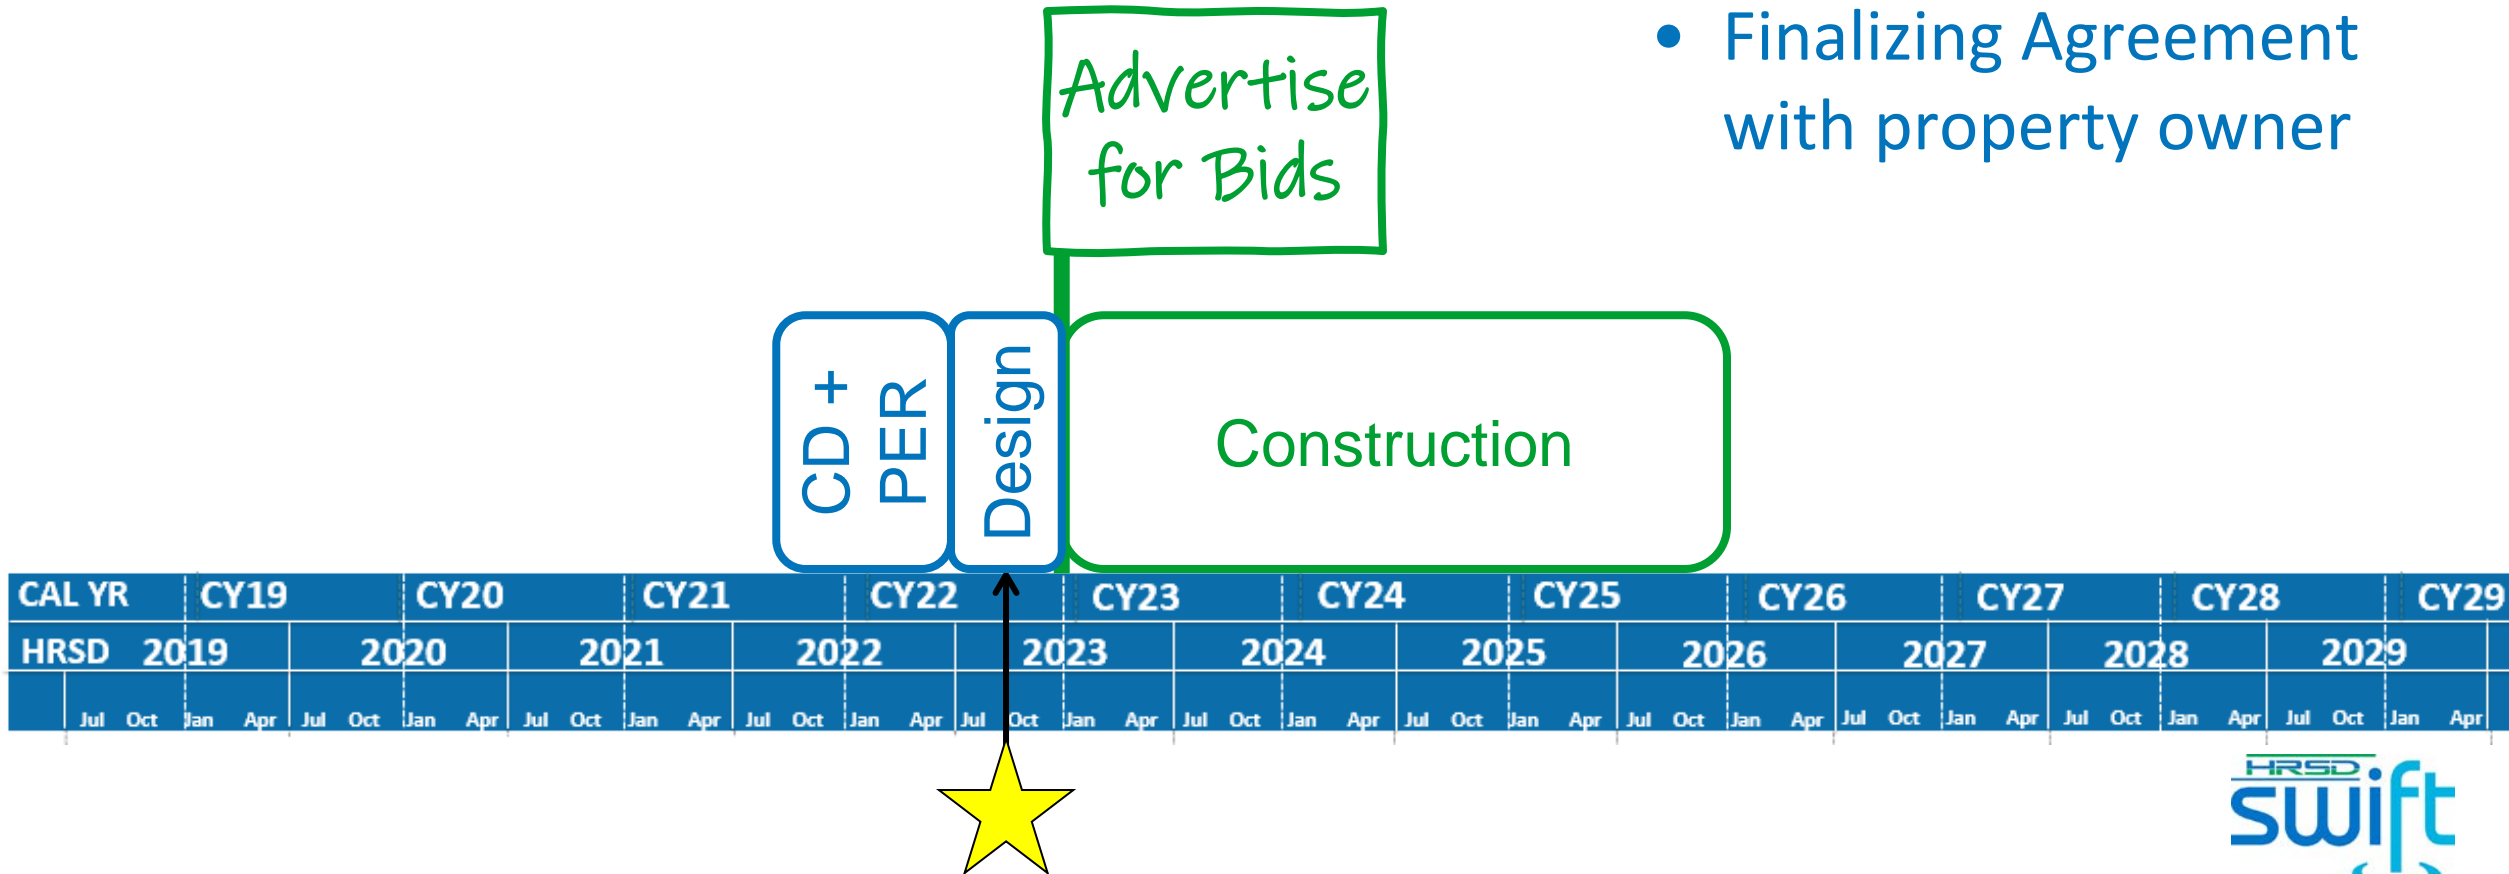 • Finalizing Agreement
with property owner
Advertise
for Bids
CD +
PER
Design
Construction
CAL YR CY19 CY20 CY21 CY22 CY23 CY24 CY25 CY26 CY27 CY28 CY29
HRSD 2019 2020 2021 2022 2023 2024 2025 2026 2027 2028 2029
Jul Oct Jan Apr Jul Oct Jan Apr Jul Oct Jan Apr Jul Oct Jan Apr Jul Oct Jan Apr Jul Oct Jan Apr Jul Oct Jan Apr Jul Oct Jan Apr Jul Oct Jan Apr Jul Oct Jan Apr Jul Oct Jan Apr
HRSD
swift